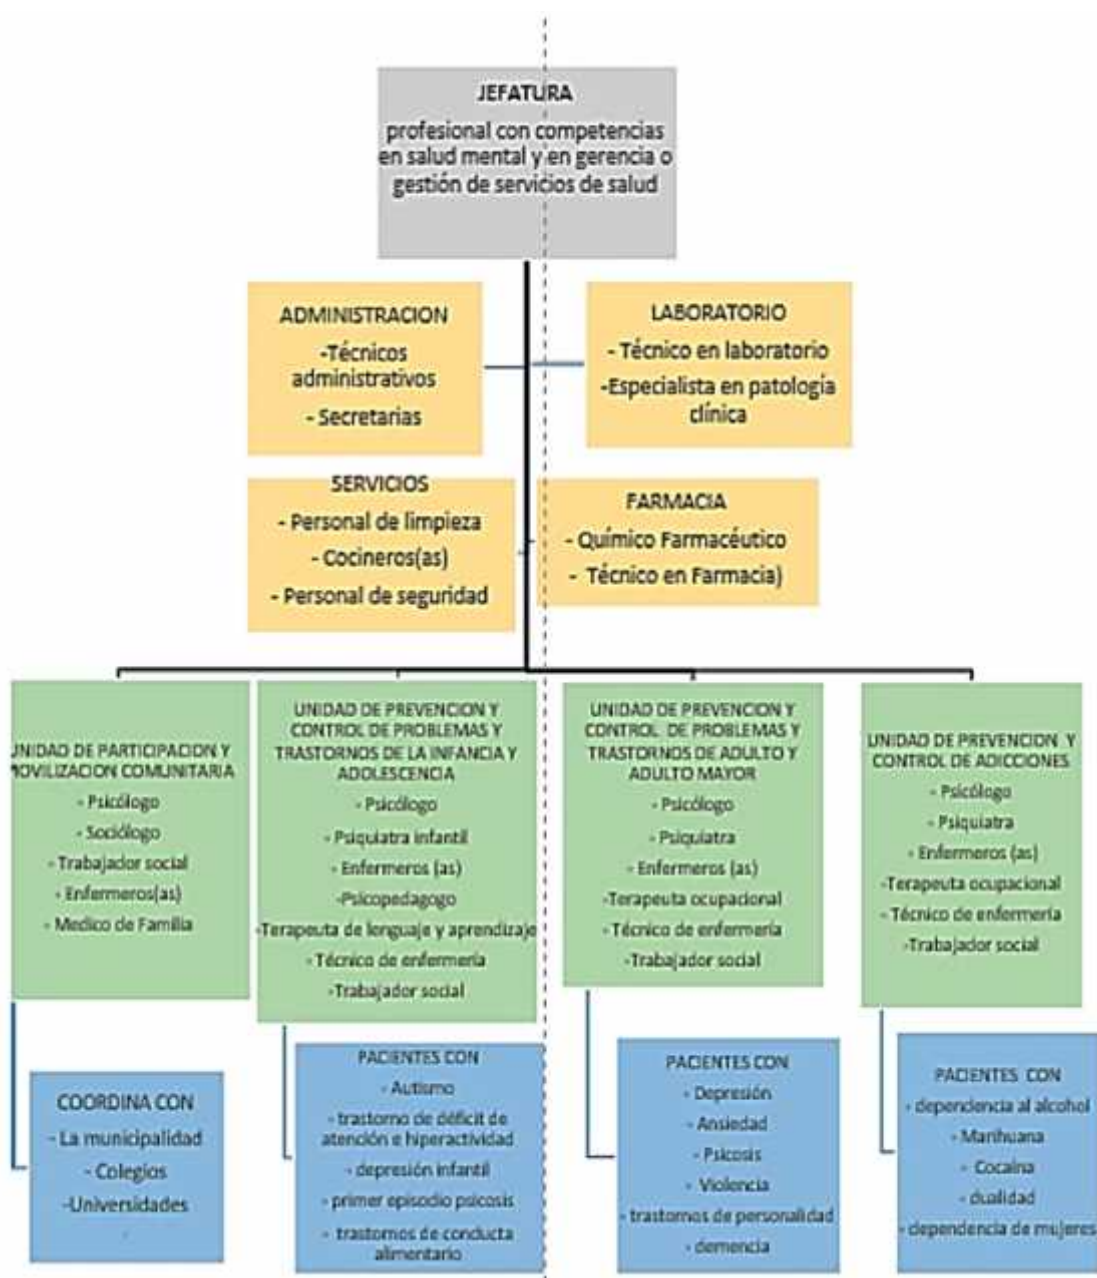 JEFATURA
profesional con competencias
en salud mental y en gerencia o
gestión de servicios de salud
ADMINISTRACION
-Técnicos
administrativos
- Secretarias
LABORATORIO
- Técnico en laboratorio
-Especialista en patología
clínica
SERVICIOS
- Personal de limpieza
- Cocineros(as)
- Personal de seguridad
FARMACIA
- Químico Farmacéutico
- Técnico en Farmacia)
UNIDAD DE PARTICIPACION Y
MOVILIZACION COMUNITARIA
- Psicólogo
- Sociólogo
- Trabajador social
- Enfermeros(as)
- Medico de Familia
UNIDAD DE PREVENCION Y
CONTROL DE PROBLEMAS Y
TRASTORNOS DE LA INFANCIA Y
ADOLESCENCIA
- Psicólogo
- Psiquiatra infantil
- Enfermeros (as)
-Psicopedagogo
-Terapeuta de lenguaje y aprendizaje
- Técnico de enfermería
-Trabajador social
UNIDAD DE PREVENCION Y
CONTROL DE PROBLEMAS Y
TRASTORNOS DE ADULTO Y
ADULTO MAYOR
- Psicólogo
- Psiquiatra
- Enfermeros (as)
-Terapeuta ocupacional
- Técnico de enfermería
-Trabajador social
UNIDAD DE PREVENCION Y
CONTROL DE ADICCIONES
- Psicólogo
- Psiquiatra
- Enfermeros (as)
-Terapeuta ocupacional
- Técnico de enfermería
-Trabajador social
COORDINA CON
- La municipalidad
- Colegios
-Universidades
PACIENTES CON
- Autismo
- trastorno de déficit de
atención e hiperactividad
- depresión infantil
- primer episodio psicosis
- trastornos de conducta
alimentario
PACIENTES CON
- Depresión
- Ansiedad
- Psicosis
- Violencia
- trastornos de personalidad
- demencia
PACIENTES CON
- dependencia al alcohol
- Marihuana
- Cocaína
- dualidad
- dependencia de mujeres